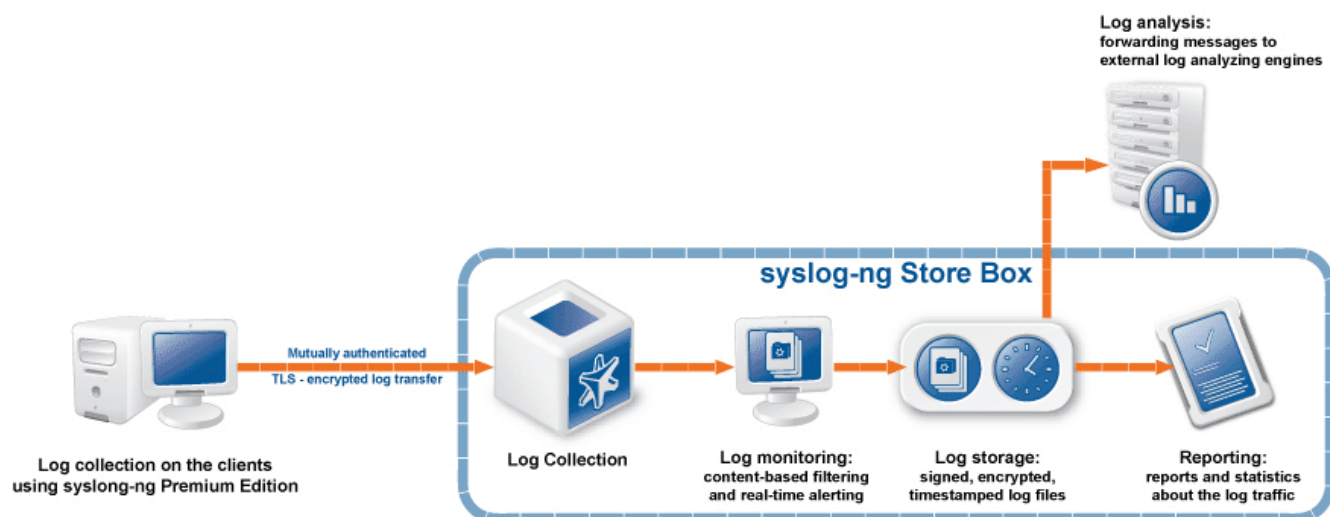 Log analysis:
forwarding messages to
external log analyzing engines
syslog-ng Store Box
Mutually authenticated
TLS - encrypted log transfer
Log collection on the clients
using syslong-ng Premium Edition
Log Collection
Log monitoring:
content-based filtering
and real-time alerting
Log storage:
signed, encrypted,
timestamped log files
Reporting:
reports and statistics
about the log traffic